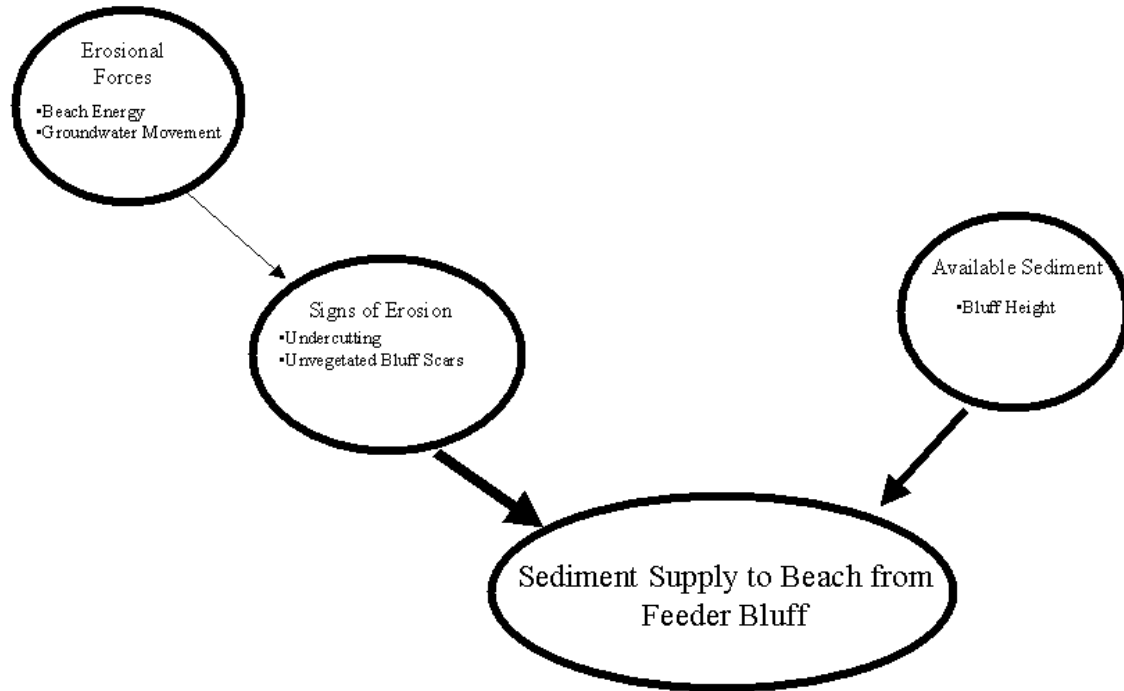 Erosional
Forces
▪Beach Energy
▪Groundwater Movement
Signs of Erosion
▪Undercutting
▪Unvegetated Bluff Scars
Available Sediment
▪Bluff Height
Sediment Supply to Beach from
Feeder Bluff